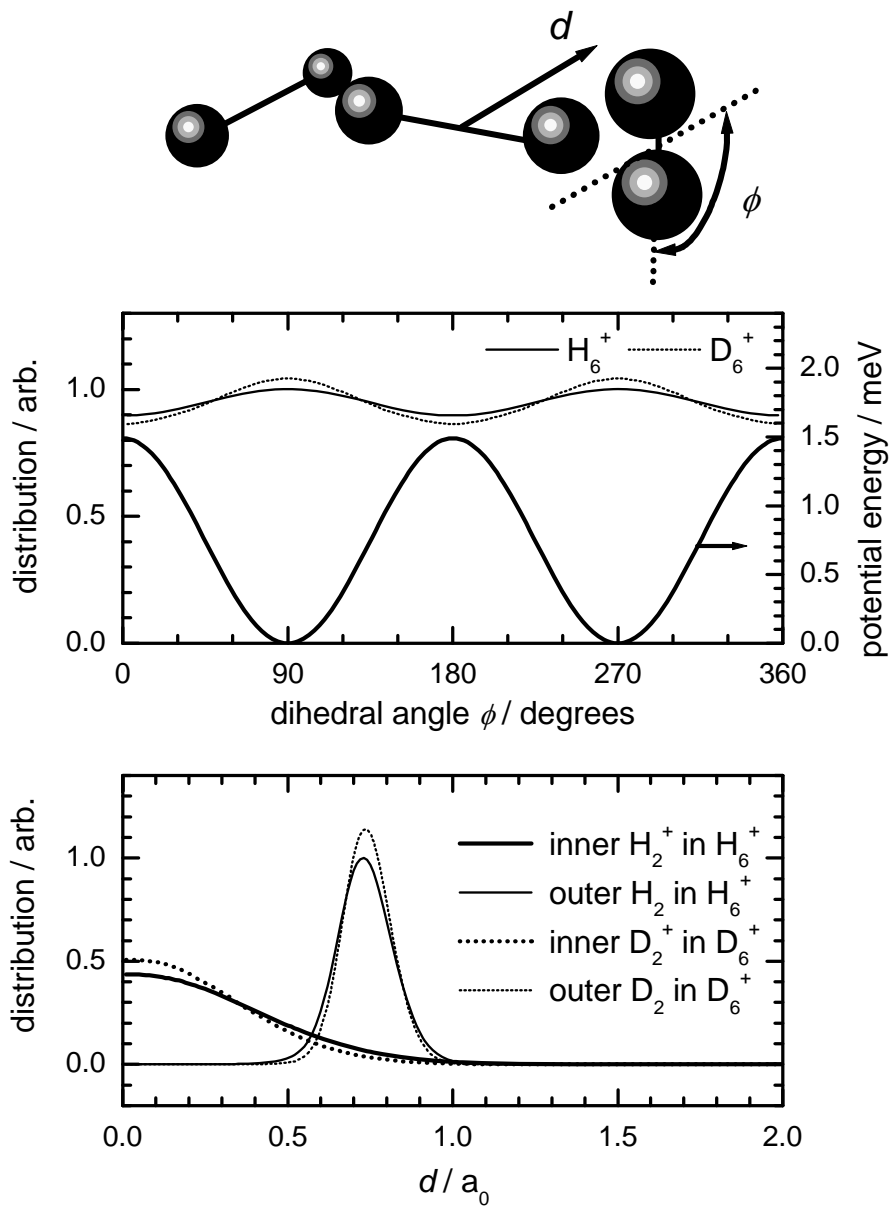 d
ϕ
H₆⁺ D₆⁺
distribution / arb.
1.0
0.5
0.0
2.0
1.5
1.0
0.5
0.0
potential energy / meV
0 90 180 270 360
dihedral angle ϕ / degrees
distribution / arb.
1.0
0.5
0.0
inner H₂⁺ in H₆⁺
outer H₂ in H₆⁺
inner D₂⁺ in D₆⁺
outer D₂ in D₆⁺
0.0 0.5 1.0 1.5 2.0
d / a₀